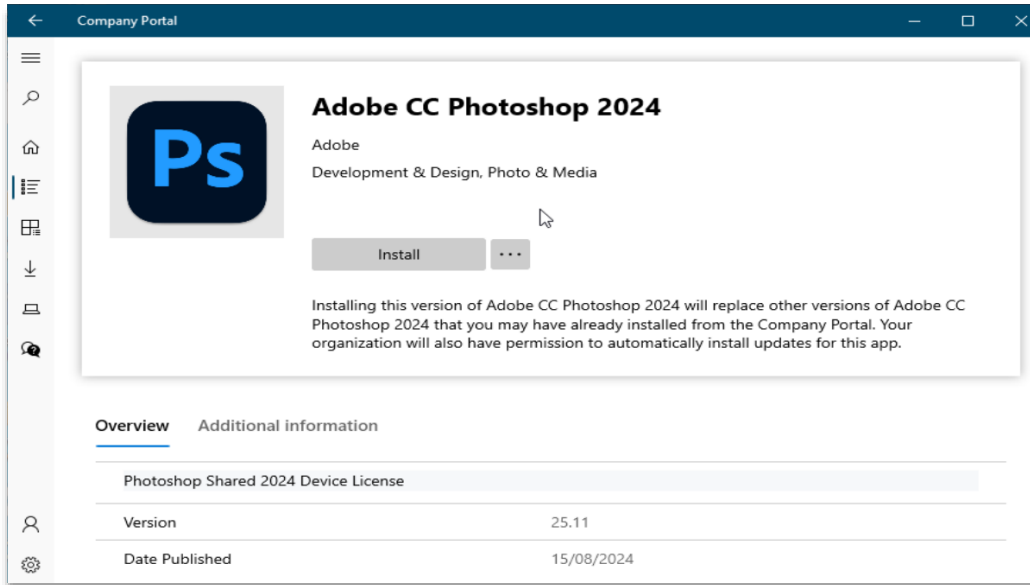 Company Portal
Ps
Adobe CC Photoshop 2024
Adobe
Development & Design, Photo & Media
Install
Installing this version of Adobe CC Photoshop 2024 will replace other versions of Adobe CC
Photoshop 2024 that you may have already installed from the Company Portal. Your
organization will also have permission to automatically install updates for this app.
Overview Additional information
Photoshop Shared 2024 Device License
Version 25.11
Date Published 15/08/2024